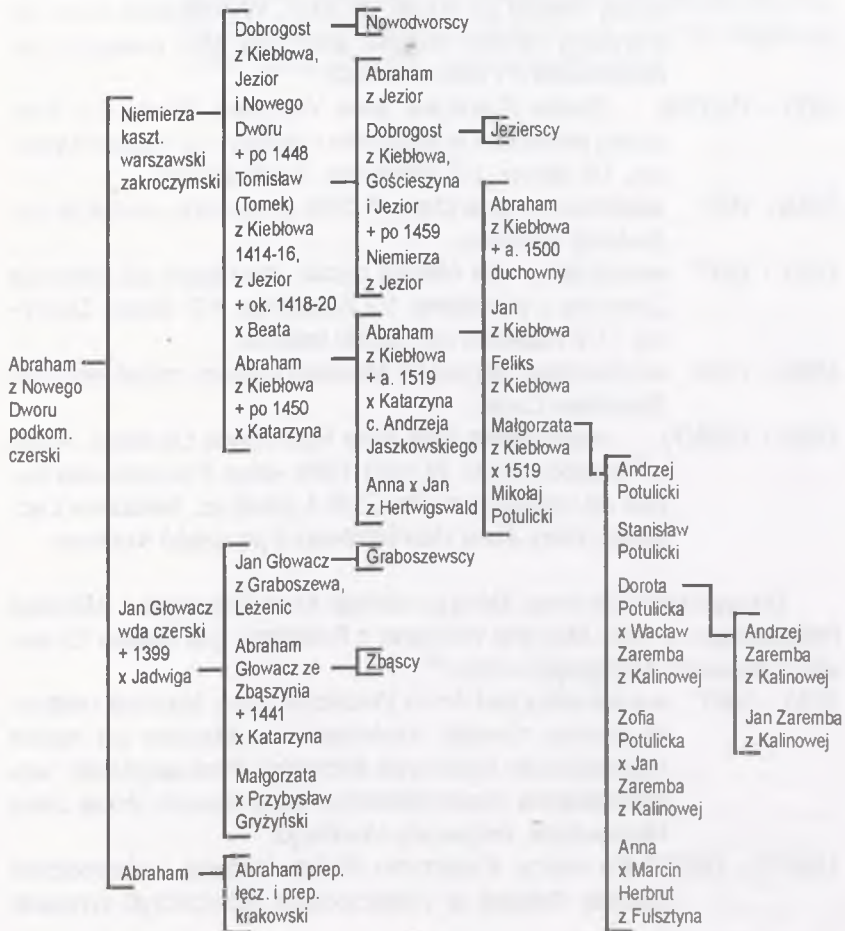 Abraham
z Nowego
Dworu
podkom.
czerski
Niemierza
kaszt.
warszawski
zakroczymski
Jan Głowacz
wda czerski
+ 1399
x Jadwiga
Abraham
Dobrogost
z Kiebłowa,
Jezior
i Nowego
Dworu
+ po 1448
Tomisław
(Tomek)
z Kiebłowa
1414-16,
z Jezior
+ ok. 1418-20
x Beata
Abraham
z Kiebłowa
+ po 1450
x Katarzyna
Jan Głowacz
z Graboszewa,
Leżenic
Abraham
Głowacz ze
Zbąszynia
+ 1441
x Katarzyna
Małgorzata
x Przybysław
Gryżyński
Abraham prep.
łęcz. i prep.
krakowski
Nowodworscy
Abraham
z Jezior
Dobrogost
z Kiebłowa,
Gościeszyna
i Jezior
+ po 1459
Niemierza
z Jezior
Abraham
z Kiebłowa
+ a. 1519
x Katarzyna
c. Andrzeja
Jaszkowskiego
Anna x Jan
z Hertwigswald
Graboszewscy
Zbąscy
Jezierscy
Abraham
z Kiebłowa
+ a. 1500
duchowny
Jan
z Kiebłowa
Feliks
z Kiebłowa
Małgorzata
z Kiebłowa
x 1519
Mikołaj
Potulicki
Andrzej
Potulicki
Stanisław
Potulicki
Dorota
Potulicka
x Wacław
Zaremba
z Kalinowej
Zofia
Potulicka
x Jan
Zaremba
z Kalinowej
Anna
x Marcin
Herbrut
z Fulsztyna
Andrzej
Zaremba
z Kalinowej
Jan Zaremba
z Kalinowej